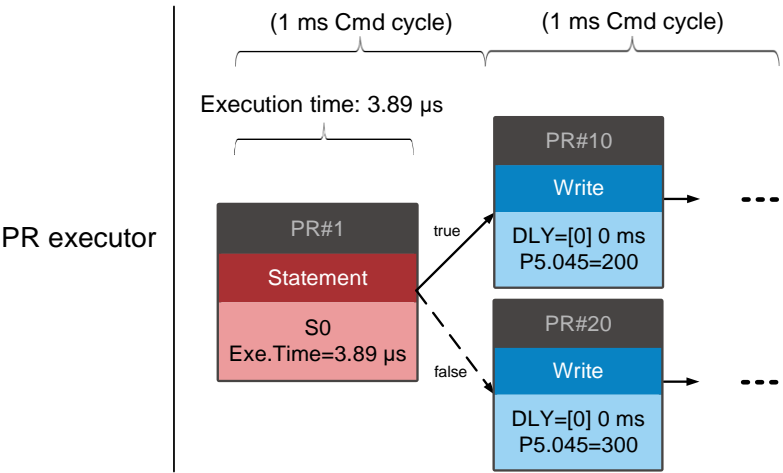 (1 ms Cmd cycle)
(1 ms Cmd cycle)
Execution time: 3.89 µs
PR executor
PR#1
Statement
S0
Exe.Time=3.89 µs
true
false
PR#10
Write
DLY=[0] 0 ms
P5.045=200
PR#20
Write
DLY=[0] 0 ms
P5.045=300